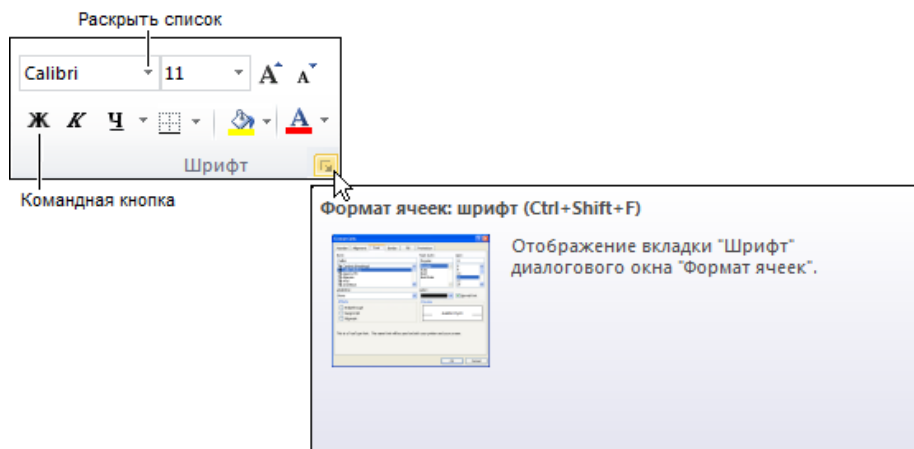 Раскрыть список
Calibri 11 А А
Ж К Ч А
Шрифт
Командная кнопка
Формат ячеек: шрифт (Ctrl+Shift+F)
Отображение вкладки "Шрифт"
диалогового окна "Формат ячеек".